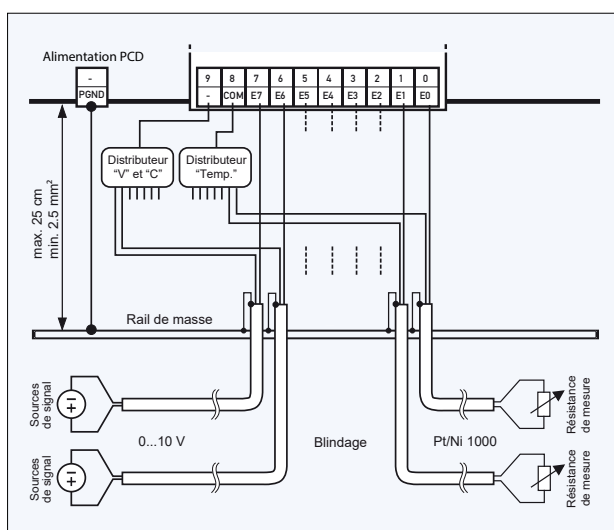 Alimentation PCD
-
PGND
9 8 7 6 5 4 3 2 1 0
- COM E7 E6 E5 E4 E3 E2 E1 E0
Distributeur
"V" et "C"
Distributeur
"Temp."
max. 25 cm
min. 2.5 mm²
Rail de masse
Sources
de signal
0...10 V
Blindage
Pt/Ni 1000
Résistance
de mesure
Sources
de signal
Résistance
de mesure